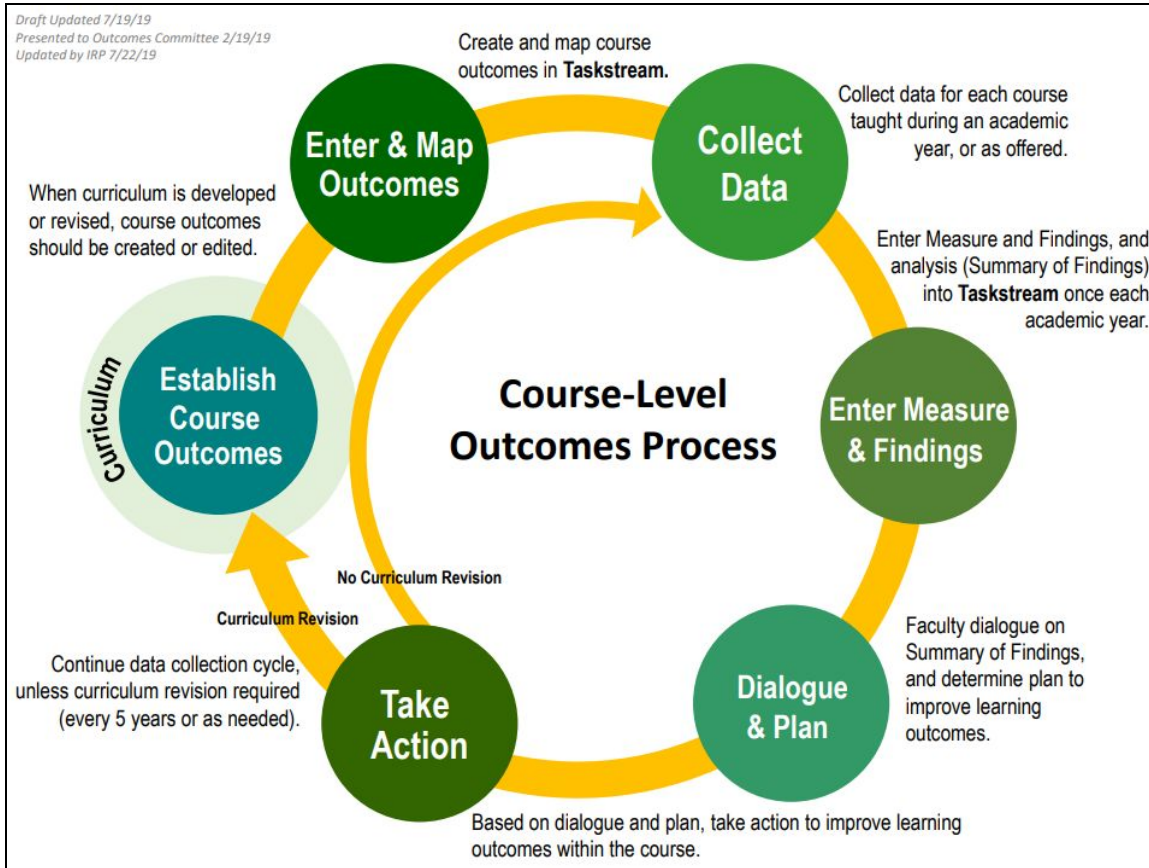 Draft Updated 7/19/19
Presented to Outcomes Committee 2/19/19
Updated by IRP 7/22/19
Create and map course
outcomes in Taskstream.
Enter & Map
Outcomes
Collect
Data
Collect data for each course
taught during an academic
year, or as offered.
When curriculum is developed
or revised, course outcomes
should be created or edited.
Enter Measure and Findings, and
analysis (Summary of Findings)
into Taskstream once each
academic year.
Curriculum
Establish
Course
Outcomes
Course-Level
Outcomes Process
Enter Measure
& Findings
No Curriculum Revision
Curriculum Revision
Continue data collection cycle,
unless curriculum revision required
(every 5 years or as needed).
Take
Action
Dialogue
& Plan
Faculty dialogue on
Summary of Findings,
and determine plan to
improve learning
outcomes.
Based on dialogue and plan, take action to improve learning
outcomes within the course.